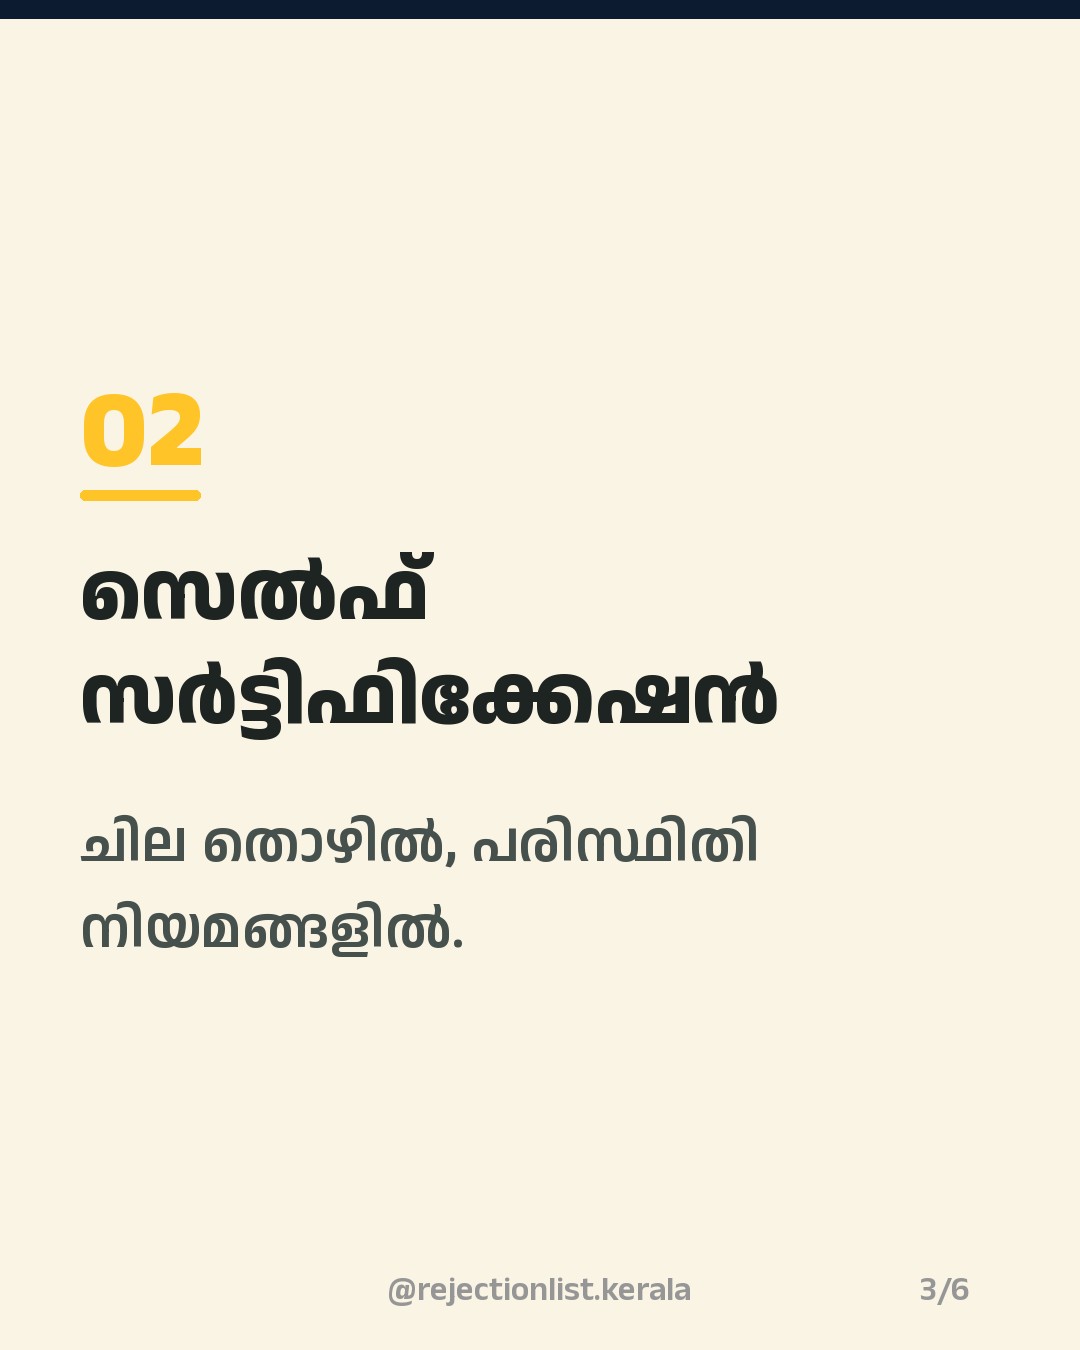 02
സെൽഫ്
സർട്ടിഫിക്കേഷൻ
ചില തൊഴിൽ, പരിസ്ഥിതി
നിയമങ്ങളിൽ.
@rejectionlist.kerala
3/6